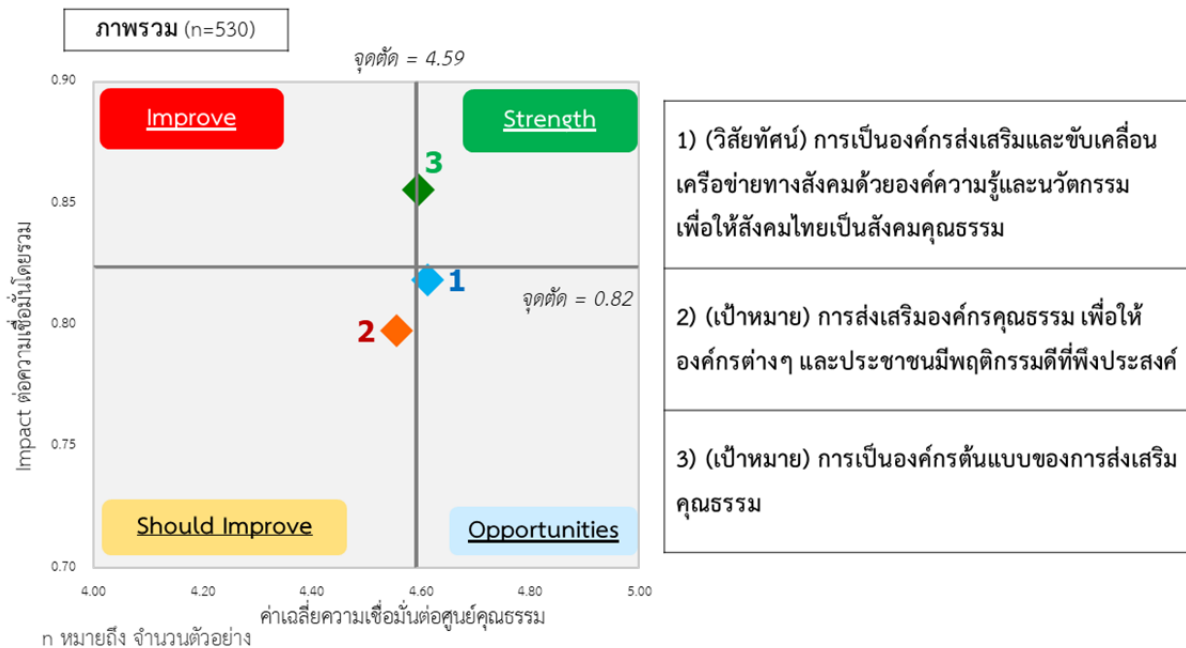 ภาพรวม (n=530)
จุดตัด = 4.59
0.90
Improve
Strength
3
0.85
1
จุดตัด = 0.82
2
0.80
0.75
Should Improve
Opportunities
0.70
4.00
4.20
4.40
4.60
4.80
5.00
Impact ต่อความเชื่อมั่นโดยรวม
ค่าเฉลี่ยความเชื่อมั่นต่อศูนย์คุณธรรม
n หมายถึง จำนวนตัวอย่าง
1) (วิสัยทัศน์) การเป็นองค์กรส่งเสริมและขับเคลื่อน
เครือข่ายทางสังคมด้วยองค์ความรู้และนวัตกรรม
เพื่อให้สังคมไทยเป็นสังคมคุณธรรม
2) (เป้าหมาย) การส่งเสริมองค์กรคุณธรรม เพื่อให้
องค์กรต่างๆ และประชาชนมีพฤติกรรมดีที่พึงประสงค์
3) (เป้าหมาย) การเป็นองค์กรต้นแบบของการส่งเสริม
คุณธรรม